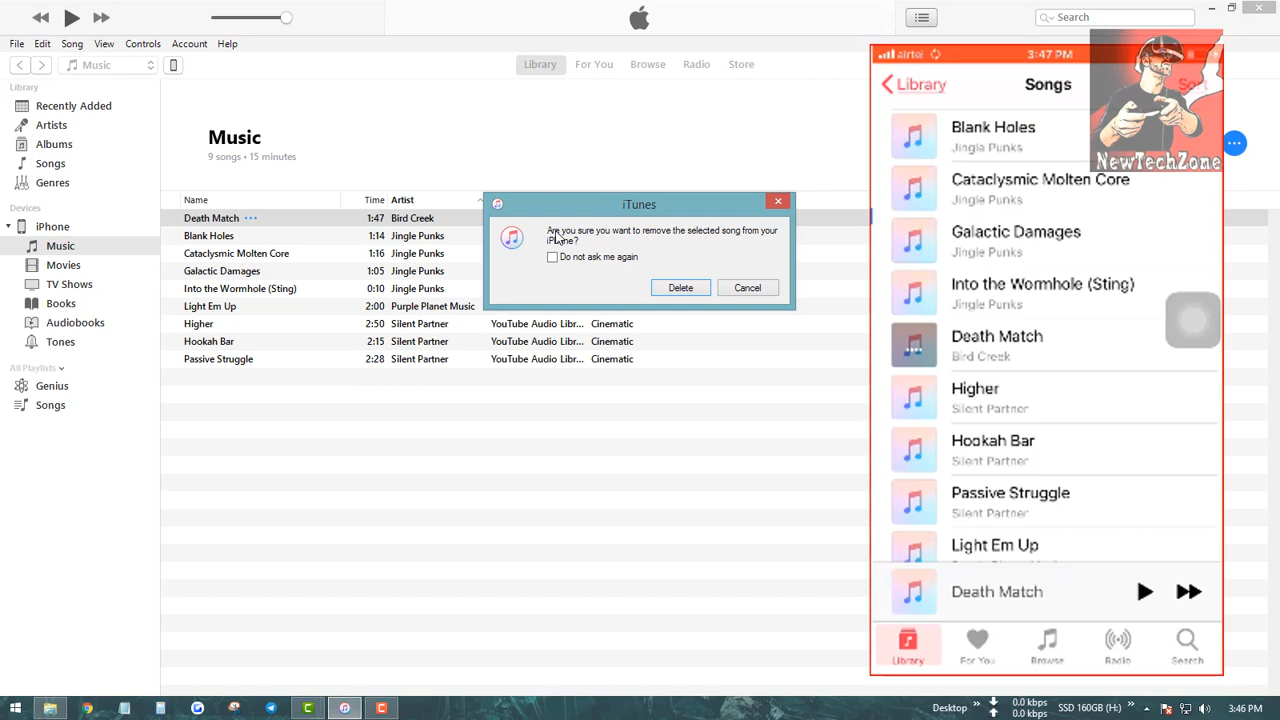 Search
File Edit Song View Controls Account Help
Music
Library For You Browse Radio Store
Library
Recently Added
Artists
Albums
Songs
Genres
Devices
iPhone
Music
Movies
TV Shows
Books
Audiobooks
Tones
All Playlists
Genius
Songs
Music
9 songs • 15 minutes
Name Time Artist
Death Match ••• 1:47 Bird Creek
Blank Holes 1:14 Jingle Punks
Cataclysmic Molten Core 1:16 Jingle Punks
Galactic Damages 1:05 Jingle Punks
Into the Wormhole (Sting) 0:10 Jingle Punks
Light Em Up 2:00 Purple Planet Music
Higher 2:50 Silent Partner YouTube Audio Libr... Cinematic
Hookah Bar 2:15 Silent Partner YouTube Audio Libr... Cinematic
Passive Struggle 2:28 Silent Partner YouTube Audio Libr... Cinematic
iTunes
Are you sure you want to remove the selected song from your
iPhone?
Do not ask me again
Delete Cancel
airtel 3:47 PM
Library Songs Sort
NewTechZone
Blank Holes
Jingle Punks
Cataclysmic Molten Core
Jingle Punks
Galactic Damages
Jingle Punks
Into the Wormhole (Sting)
Jingle Punks
Death Match
Bird Creek
Higher
Silent Partner
Hookah Bar
Silent Partner
Passive Struggle
Silent Partner
Light Em Up
Death Match
Library For You Browse Radio Search
Desktop » 0.0 kbps
0.0 kbps SSD 160GB (H:) » 3:46 PM